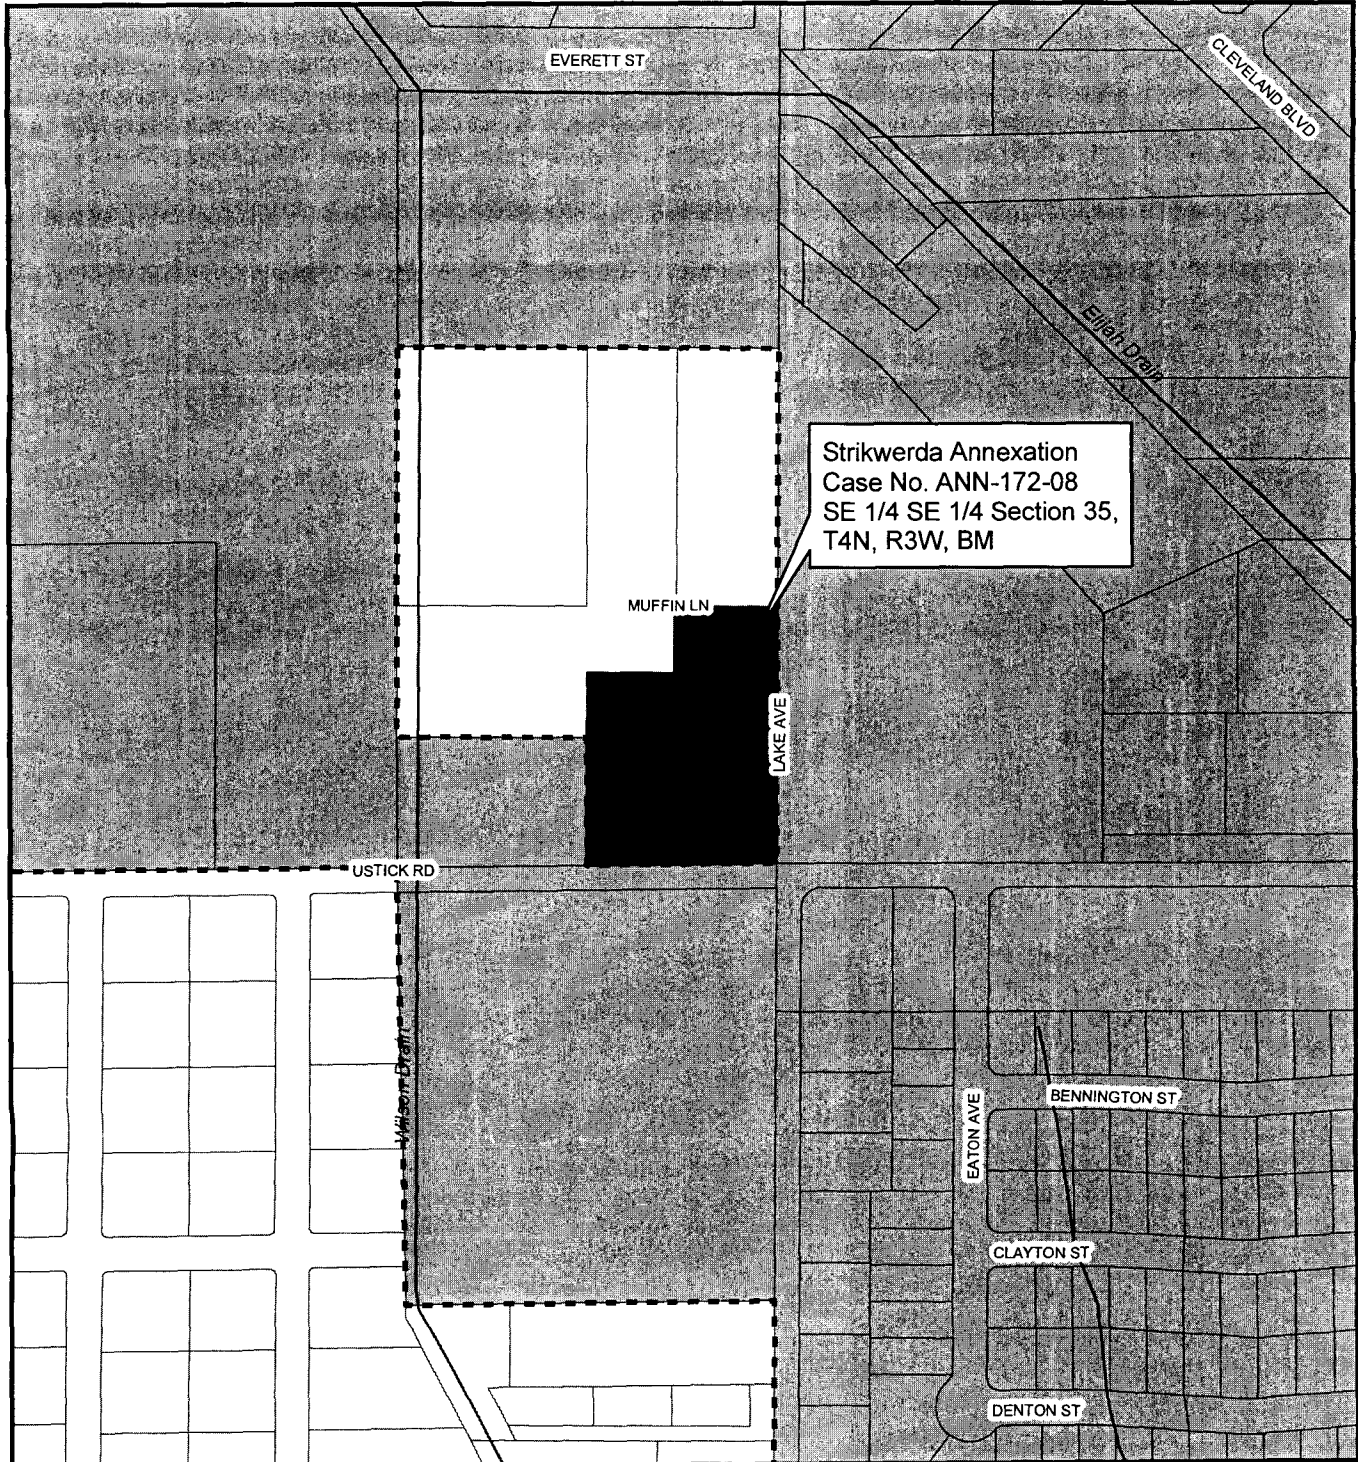 EVERETT ST
CLEVELAND BLVD
Elijah Drain
Strikwerda Annexation
Case No. ANN-172-08
SE 1/4 SE 1/4 Section 35,
T4N, R3W, BM
MUFFIN LN
LAKE AVE
USTICK RD
Wilson Drain
BENNINGTON ST
EATON AVE
CLAYTON ST
DENTON ST